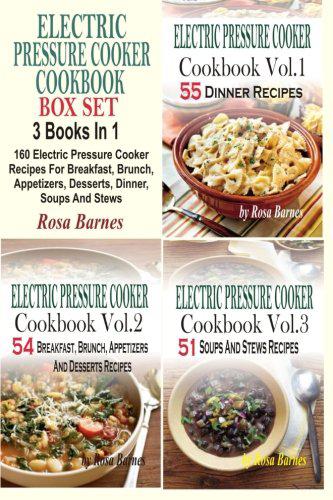 ELECTRIC
PRESSURE COOKER
COOKBOOK
BOX SET
3 Books In 1
160 Electric Pressure Cooker
Recipes For Breakfast, Brunch,
Appetizers, Desserts, Dinner,
Soups And Stews
Rosa Barnes
ELECTRIC PRESSURE COOKER
Cookbook Vol.1
55 DINNER RECIPES
by Rosa Barnes
ELECTRIC PRESSURE COOKER
Cookbook Vol.2
54 BREAKFAST, BRUNCH, APPETIZERS
AND DESSERTS RECIPES
by Rosa Barnes
ELECTRIC PRESSURE COOKER
Cookbook Vol.3
51 SOUPS AND STEWS RECIPES
by Rosa Barnes